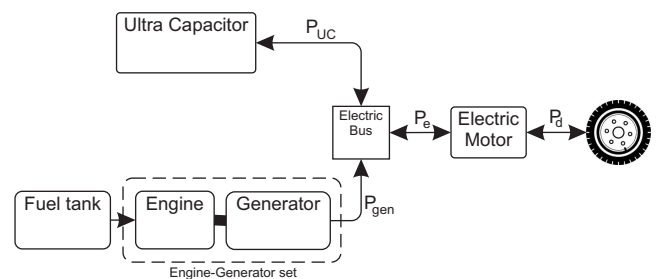 Ultra Capacitor
P_UC
Electric
Bus
P_e
Electric
Motor
P_d
Fuel tank
Engine
Generator
P_gen
Engine-Generator set